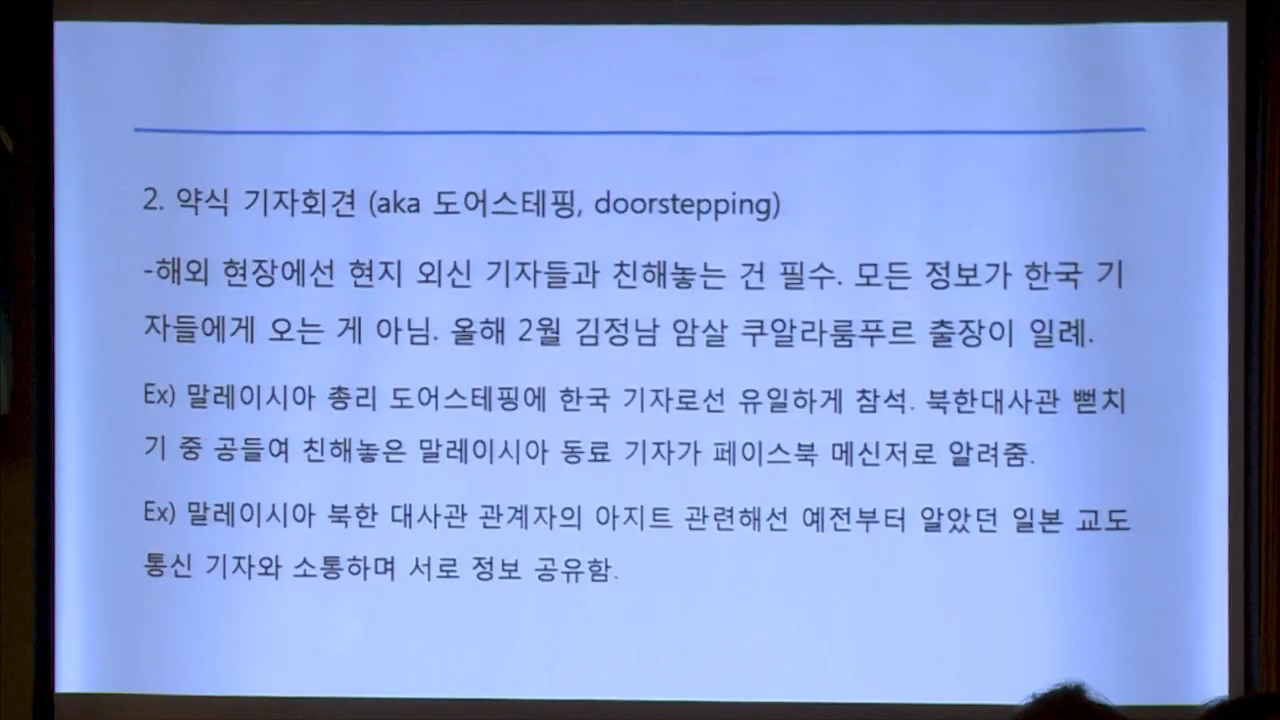 2. 약식 기자회견 (aka 도어스테핑, doorstepping)
-해외 현장에선 현지 외신 기자들과 친해놓는 건 필수. 모든 정보가 한국 기
자들에게 오는 게 아님. 올해 2월 김정남 암살 쿠알라룸푸르 출장이 일례.
Ex) 말레이시아 총리 도어스테핑에 한국 기자로선 유일하게 참석. 북한대사관 뻗치
기 중 공들여 친해놓은 말레이시아 동료 기자가 페이스북 메신저로 알려줌.
Ex) 말레이시아 북한 대사관 관계자의 아지트 관련해선 예전부터 알았던 일본 교도
통신 기자와 소통하며 서로 정보 공유함.